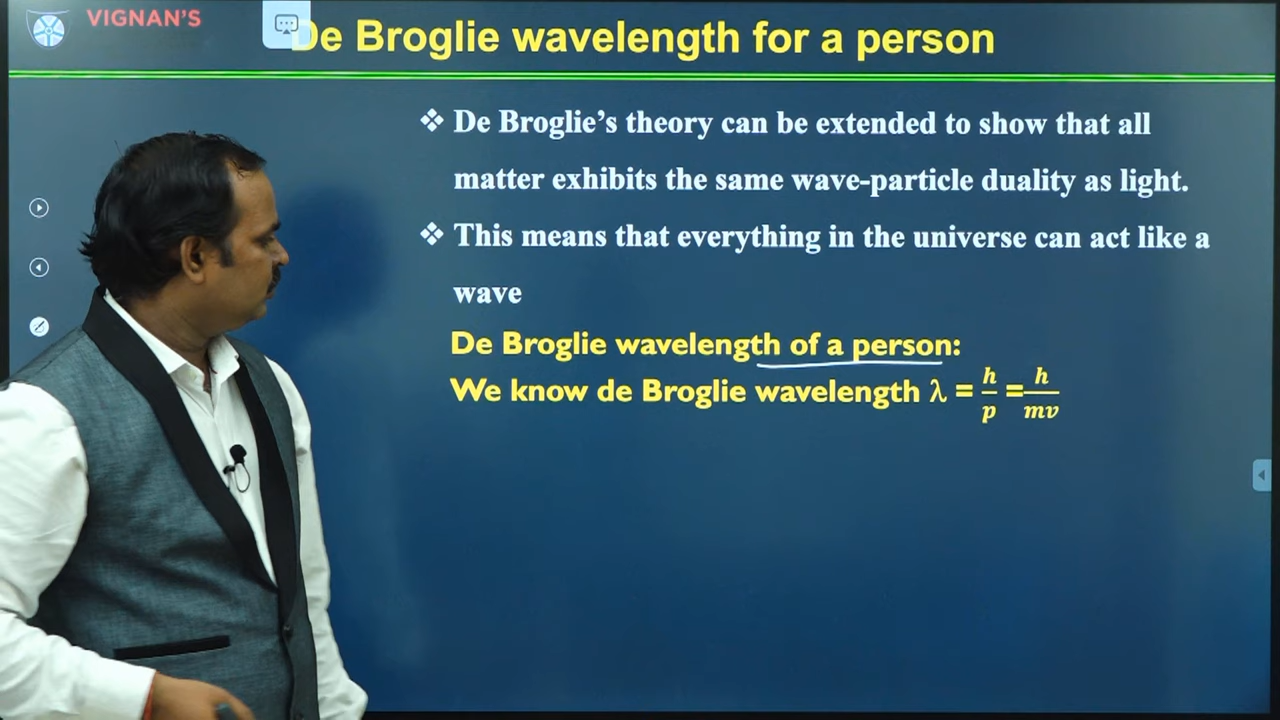 VIGNAN'S
De Broglie wavelength for a person
❖ De Broglie’s theory can be extended to show that all
matter exhibits the same wave-particle duality as light.
❖ This means that everything in the universe can act like a
wave
De Broglie wavelength of a person:
We know de Broglie wavelength λ = h/p = h/mv